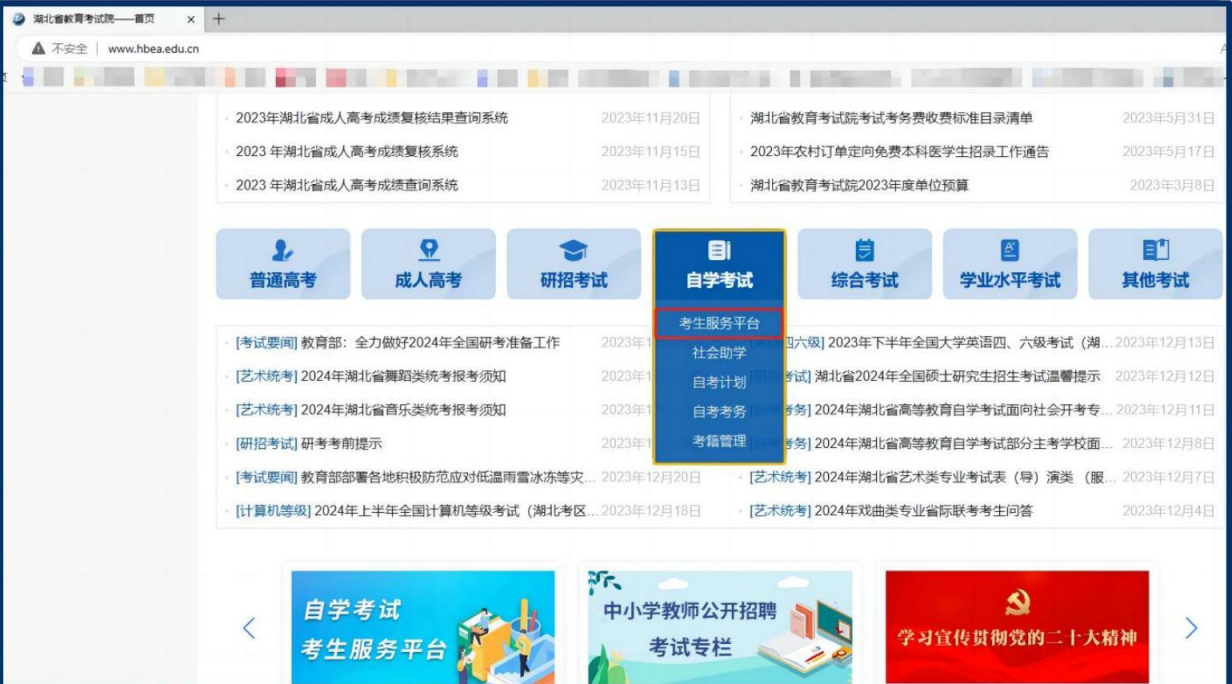 湖北省教育考试院——首页
不安全 | www.hbea.edu.cn
2023年湖北省成人高考成绩复核结果查询系统 2023年11月20日
湖北省教育考试院考试考务费收费标准目录清单 2023年5月31日
2023 年湖北省成人高考成绩复核系统 2023年11月15日
2023年农村订单定向免费本科医学生招录工作通告 2023年5月17日
2023 年湖北省成人高考成绩查询系统 2023年11月13日
湖北省教育考试院2023年度单位预算 2023年3月8日
普通高考 成人高考 研招考试 自学考试 综合考试 学业水平考试 其他考试
考生服务平台
社会助学
自考计划
自考考务
考籍管理
[考试要闻] 教育部：全力做好2024年全国研考准备工作 2023年1
四六级] 2023年下半年全国大学英语四、六级考试（湖... 2023年12月13日
[艺术统考] 2024年湖北省舞蹈类统考报考须知 2023年1
考试] 湖北省2024年全国硕士研究生招生考试温馨提示 2023年12月12日
[艺术统考] 2024年湖北省音乐类统考报考须知 2023年1
考务] 2024年湖北省高等教育自学考试面向社会开考专... 2023年12月11日
[研招考试] 研考考前提示 2023年1
考务] 2024年湖北省高等教育自学考试部分主考学校面... 2023年12月8日
[考试要闻] 教育部部署各地积极防范应对低温雨雪冰冻等灾... 2023年12月20日
[艺术统考] 2024年湖北省艺术类专业考试表（导）演类（服... 2023年12月7日
[计算机等级] 2024年上半年全国计算机等级考试（湖北考区... 2023年12月18日
[艺术统考] 2024年戏曲类专业省际联考考生问答 2023年12月4日
自学考试
考生服务平台
中小学教师公开招聘
考试专栏
学习宣传贯彻党的二十大精神